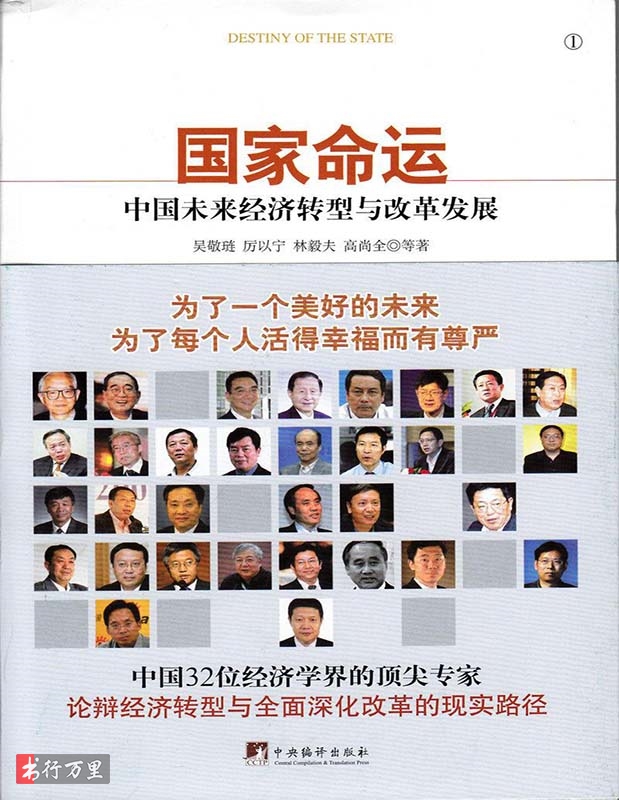 DESTINY OF THE STATE
①
国家命运
中国未来经济转型与改革发展
吴敬琏 厉以宁 林毅夫 高尚全◎等著
为了一个美好的未来
为了每个人活得幸福而有尊严
中国32位经济学界的顶尖专家
论辩经济转型与全面深化改革的现实路径
CCTP
中央编译出版社
Central Compilation & Translation Press
书行万里